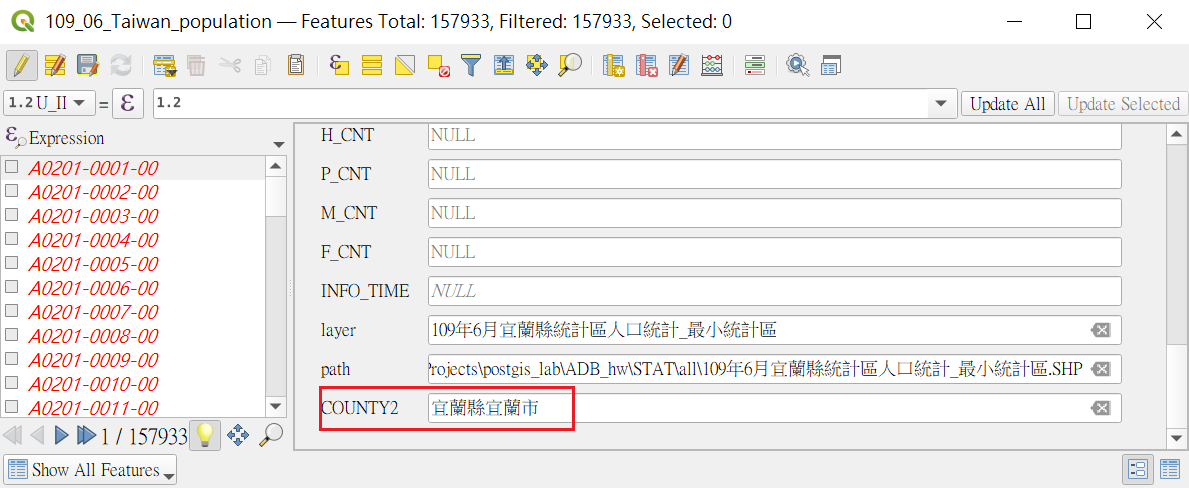 109_06_Taiwan_population — Features Total: 157933, Filtered: 157933, Selected: 0
1.2 U_II = ε 1.2 Update All Update Selected
Expression
A0201-0001-00
A0201-0002-00
A0201-0003-00
A0201-0004-00
A0201-0005-00
A0201-0006-00
A0201-0007-00
A0201-0008-00
A0201-0009-00
A0201-0010-00
A0201-0011-00
1 / 157933
Show All Features
H_CNT NULL
P_CNT NULL
M_CNT NULL
F_CNT NULL
INFO_TIME NULL
layer 109年6月宜蘭縣統計區人口統計_最小統計區
path Projects\postgis_lab\ADB_hw\STAT\all\109年6月宜蘭縣統計區人口統計_最小統計區.SHP
COUNTY2 宜蘭縣宜蘭市